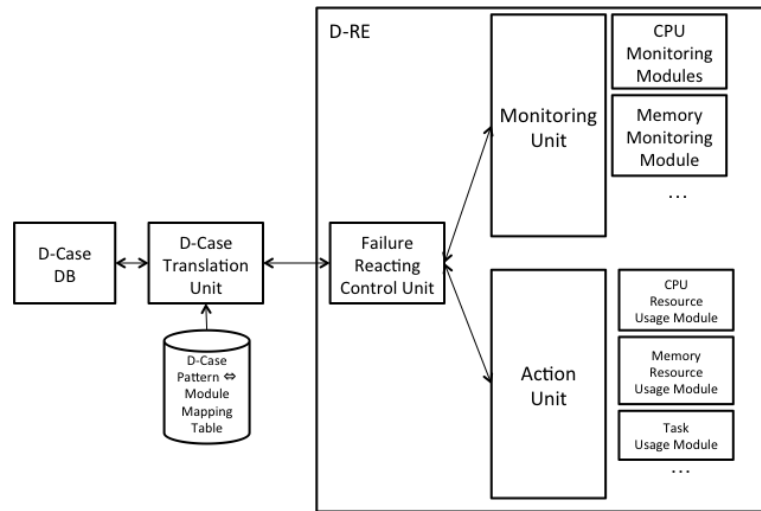 D-RE
CPU
Monitoring
Modules
Monitoring
Unit
Memory
Monitoring
Module
...
D-Case
DB
D-Case
Translation
Unit
Failure
Reacting
Control Unit
D-Case
Pattern ⇔
Module
Mapping
Table
Action
Unit
CPU
Resource
Usage Module
Memory
Resource
Usage Module
Task
Usage Module
...